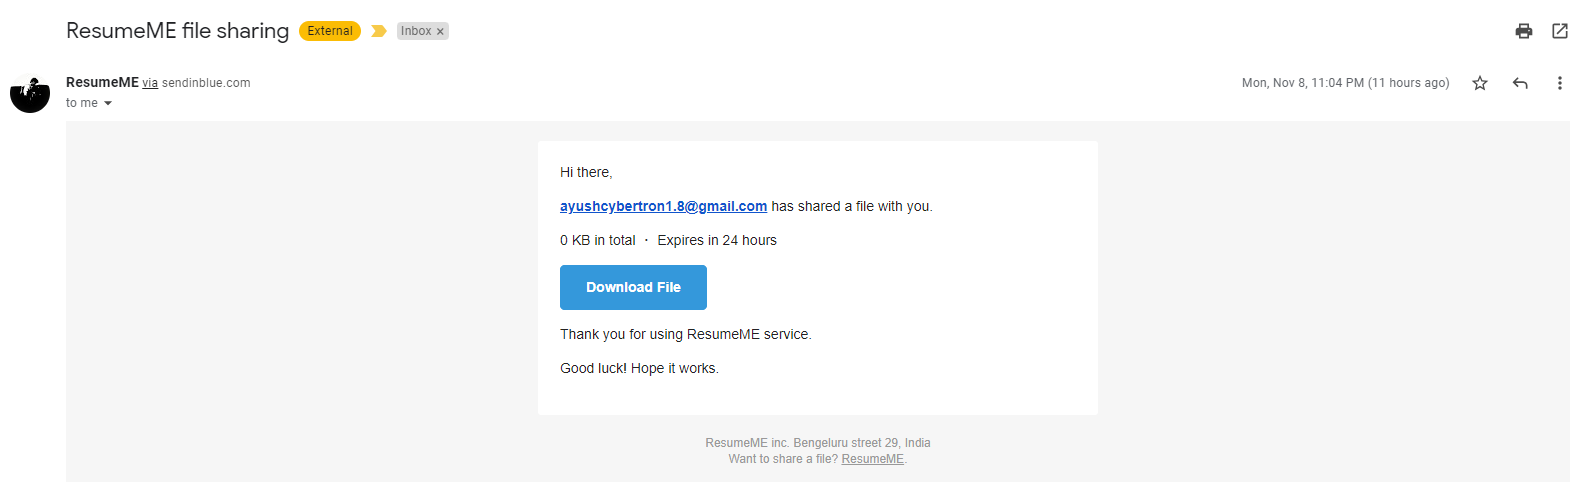 ResumeME file sharing External Inbox ×
ResumeME via sendinblue.com Mon, Nov 8, 11:04 PM (11 hours ago)
to me
Hi there,
ayushcybertron1.8@gmail.com has shared a file with you.
0 KB in total · Expires in 24 hours
Download File
Thank you for using ResumeME service.
Good luck! Hope it works.
ResumeME inc. Bengeluru street 29, India
Want to share a file? ResumeME.